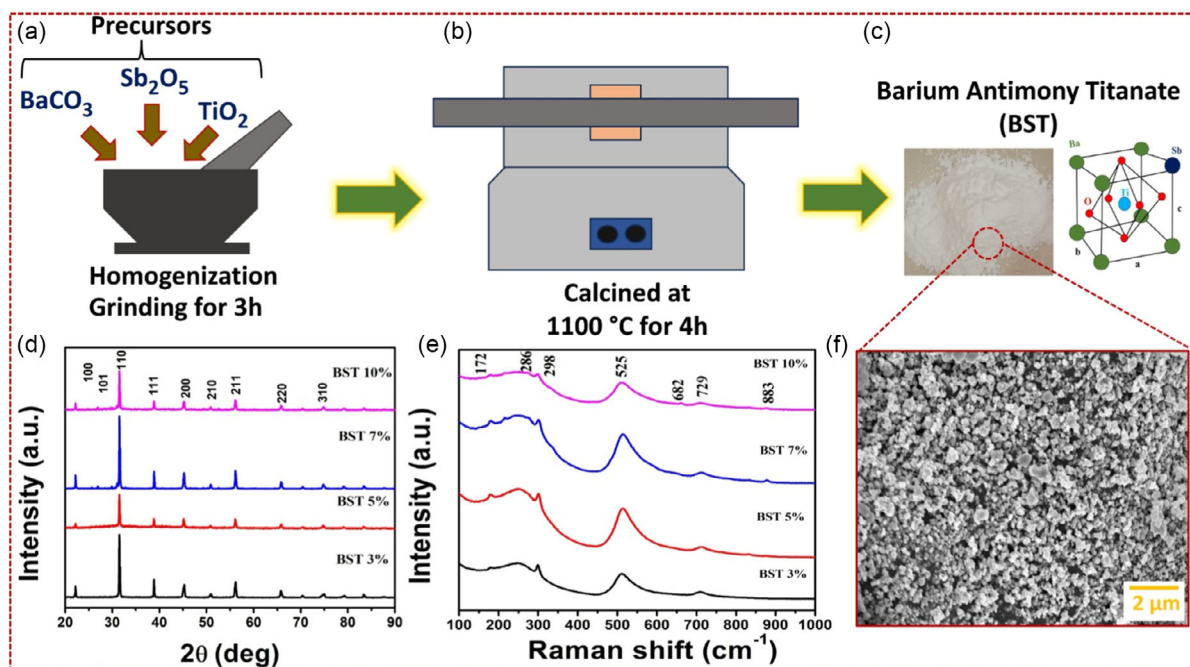 (a)
Precursors
BaCO₃
Sb₂O₅
TiO₂
Homogenization
Grinding for 3h
(b)
Calcined at
1100 °C for 4h
(c)
Barium Antimony Titanate
(BST)
Ba
Sb
Ti
O
c
b
a
(d)
Intensity (a.u.)
100
101
110
111
200
210
211
220
310
BST 10%
BST 7%
BST 5%
BST 3%
20 30 40 50 60 70 80 90
2θ (deg)
(e)
Intensity (a.u.)
172
286
298
525
682
729
883
BST 10%
BST 7%
BST 5%
BST 3%
100 200 300 400 500 600 700 800 900 1000
Raman shift (cm⁻¹)
(f)
2 µm